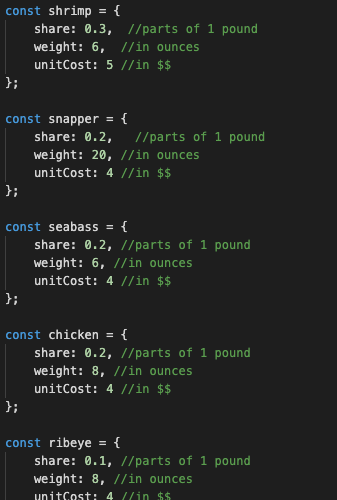 const shrimp = {
share: 0.3, //parts of 1 pound
weight: 6, //in ounces
unitCost: 5 //in $$
};
const snapper = {
share: 0.2, //parts of 1 pound
weight: 20, //in ounces
unitCost: 4 //in $$
};
const seabass = {
share: 0.2, //parts of 1 pound
weight: 6, //in ounces
unitCost: 4 //in $$
};
const chicken = {
share: 0.2, //parts of 1 pound
weight: 8, //in ounces
unitCost: 4 //in $$
};
const ribeye = {
share: 0.1, //parts of 1 pound
weight: 8, //in ounces
unitCost: 4 //in $$